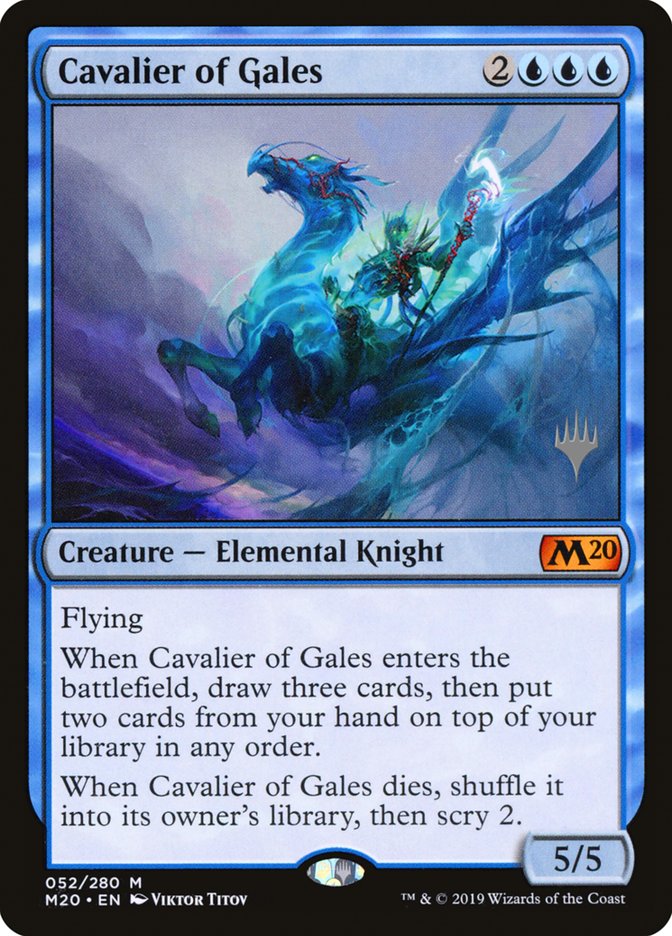 Cavalier of Gales 2
Creature — Elemental Knight M20
Flying
When Cavalier of Gales enters the
battlefield, draw three cards, then put
two cards from your hand on top of your
library in any order.
When Cavalier of Gales dies, shuffle it
into its owner's library, then scry 2.
5/5
052/280 M
M20 • EN Viktor Titov
™ & © 2019 Wizards of the Coast